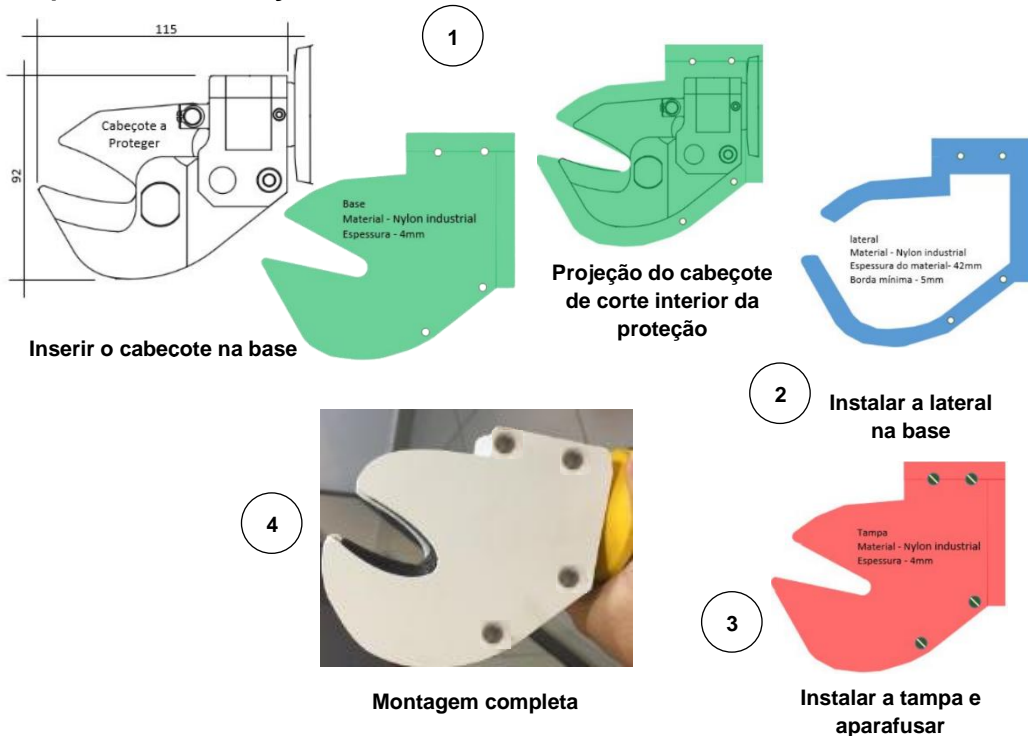 115
92
Cabeçote a
Proteger
Base
Material - Nylon industrial
Espessura - 4mm
Inserir o cabeçote na base
1
Projeção do cabeçote
de corte interior da
proteção
lateral
Material - Nylon industrial
Espessura do material- 42mm
Borda mínima - 5mm
2
Instalar a lateral
na base
Tampa
Material - Nylon industrial
Espessura - 4mm
3
Instalar a tampa e
aparafusar
4
Montagem completa